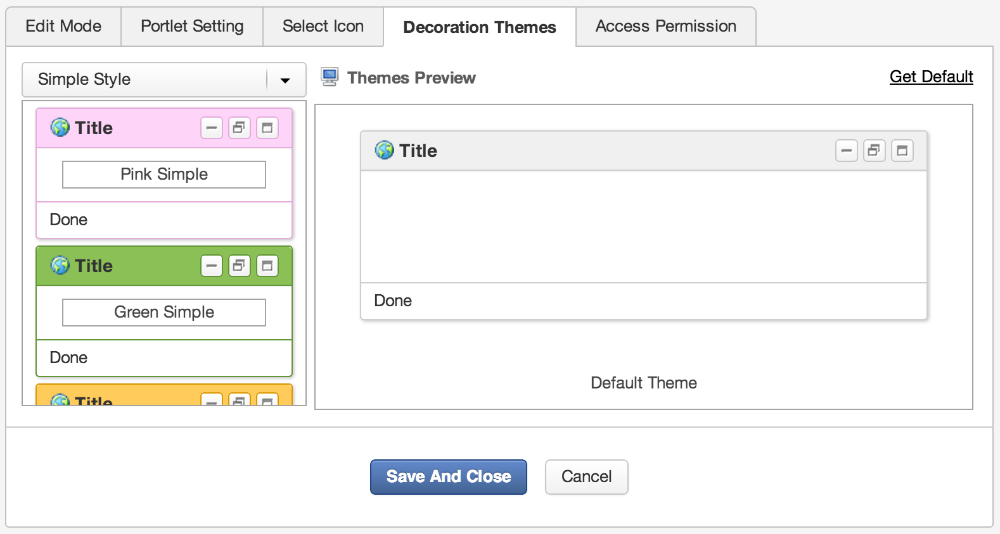 Edit Mode
Portlet Setting
Select Icon
Decoration Themes
Access Permission
Simple Style
Themes Preview
Get Default
Title
Pink Simple
Done
Title
Green Simple
Done
Title
Title
Done
Default Theme
Save And Close
Cancel